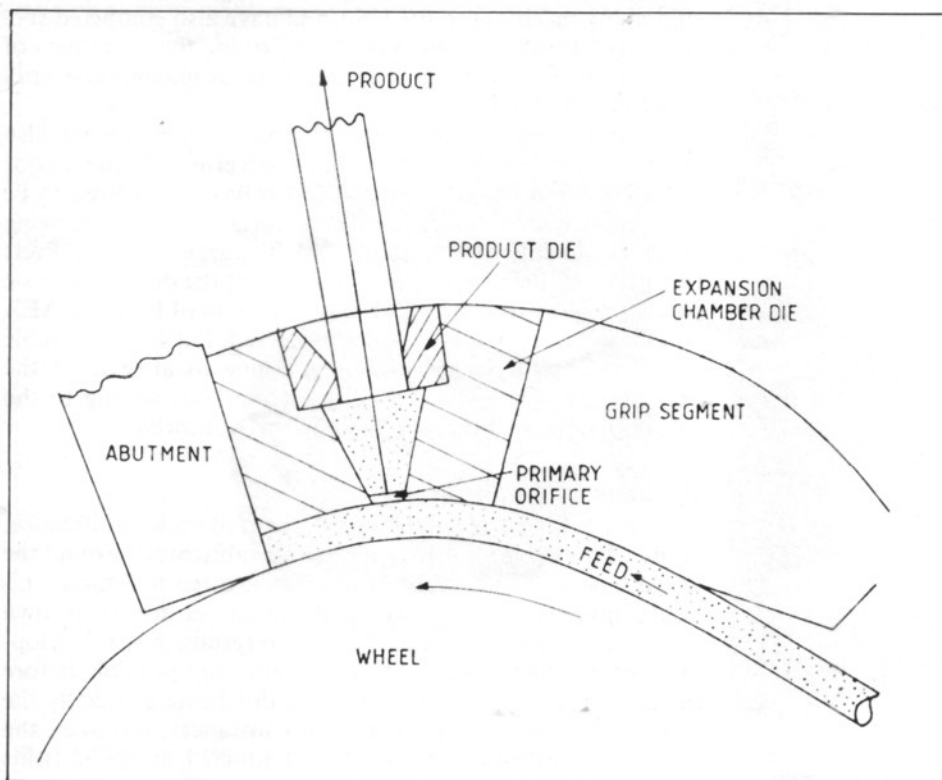 PRODUCT
PRODUCT DIE
EXPANSION
CHAMBER DIE
GRIP SEGMENT
ABUTMENT
PRIMARY
ORIFICE
FEED
WHEEL